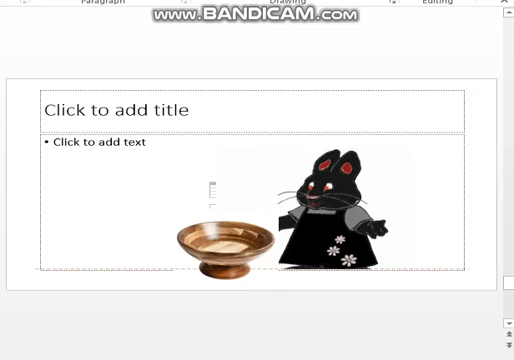 Paragraph
Drawing
Editing
www.BANDICAM.com
Click to add title
• Click to add text